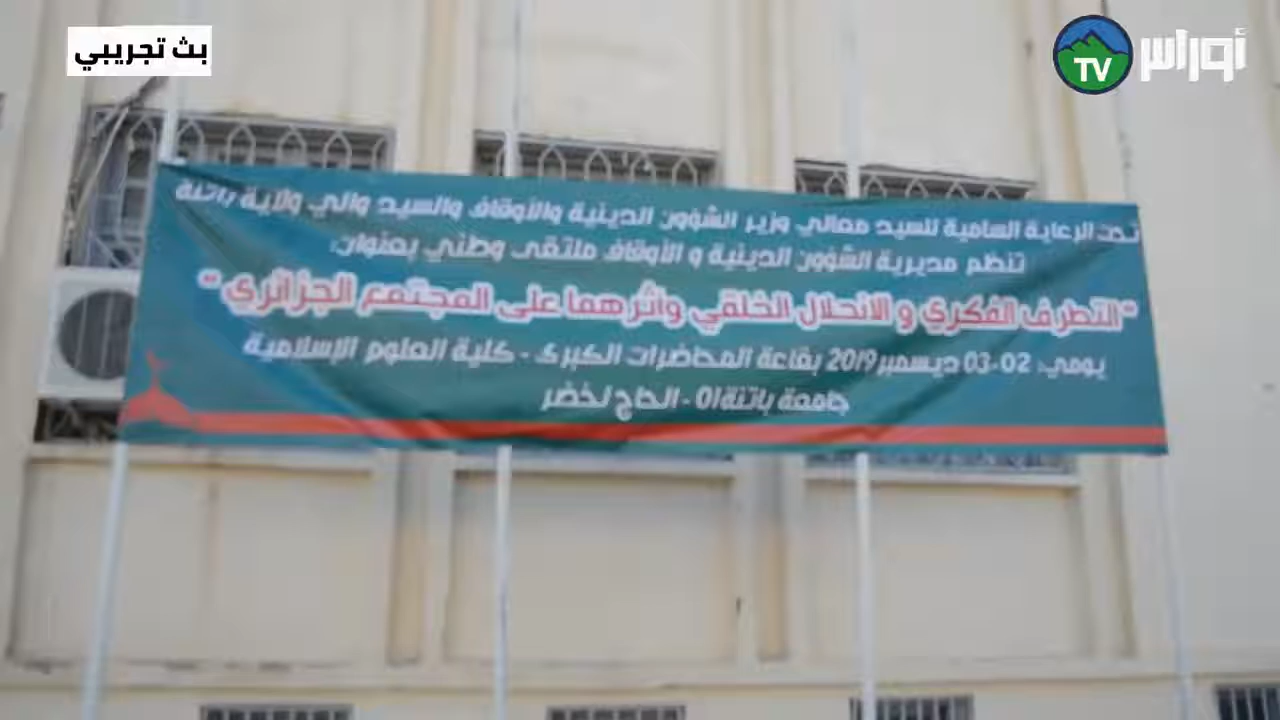 بث تجريبي
أوراس TV
تحت الرعاية السامية للسيد معالي وزير الشؤون الدينية والأوقاف والسيد والي ولاية باتنة
تنظم مديرية الشؤون الدينية و الأوقاف ملتقى وطني بعنوان:
"التطرف الفكري و الانحلال الخلقي وأثرهما على المجتمع الجزائري"
يومي: 02-03 ديسمبر 2019 بقاعة المحاضرات الكبرى - كلية العلوم الإسلامية
جامعة باتنة 01 - الحاج لخضر